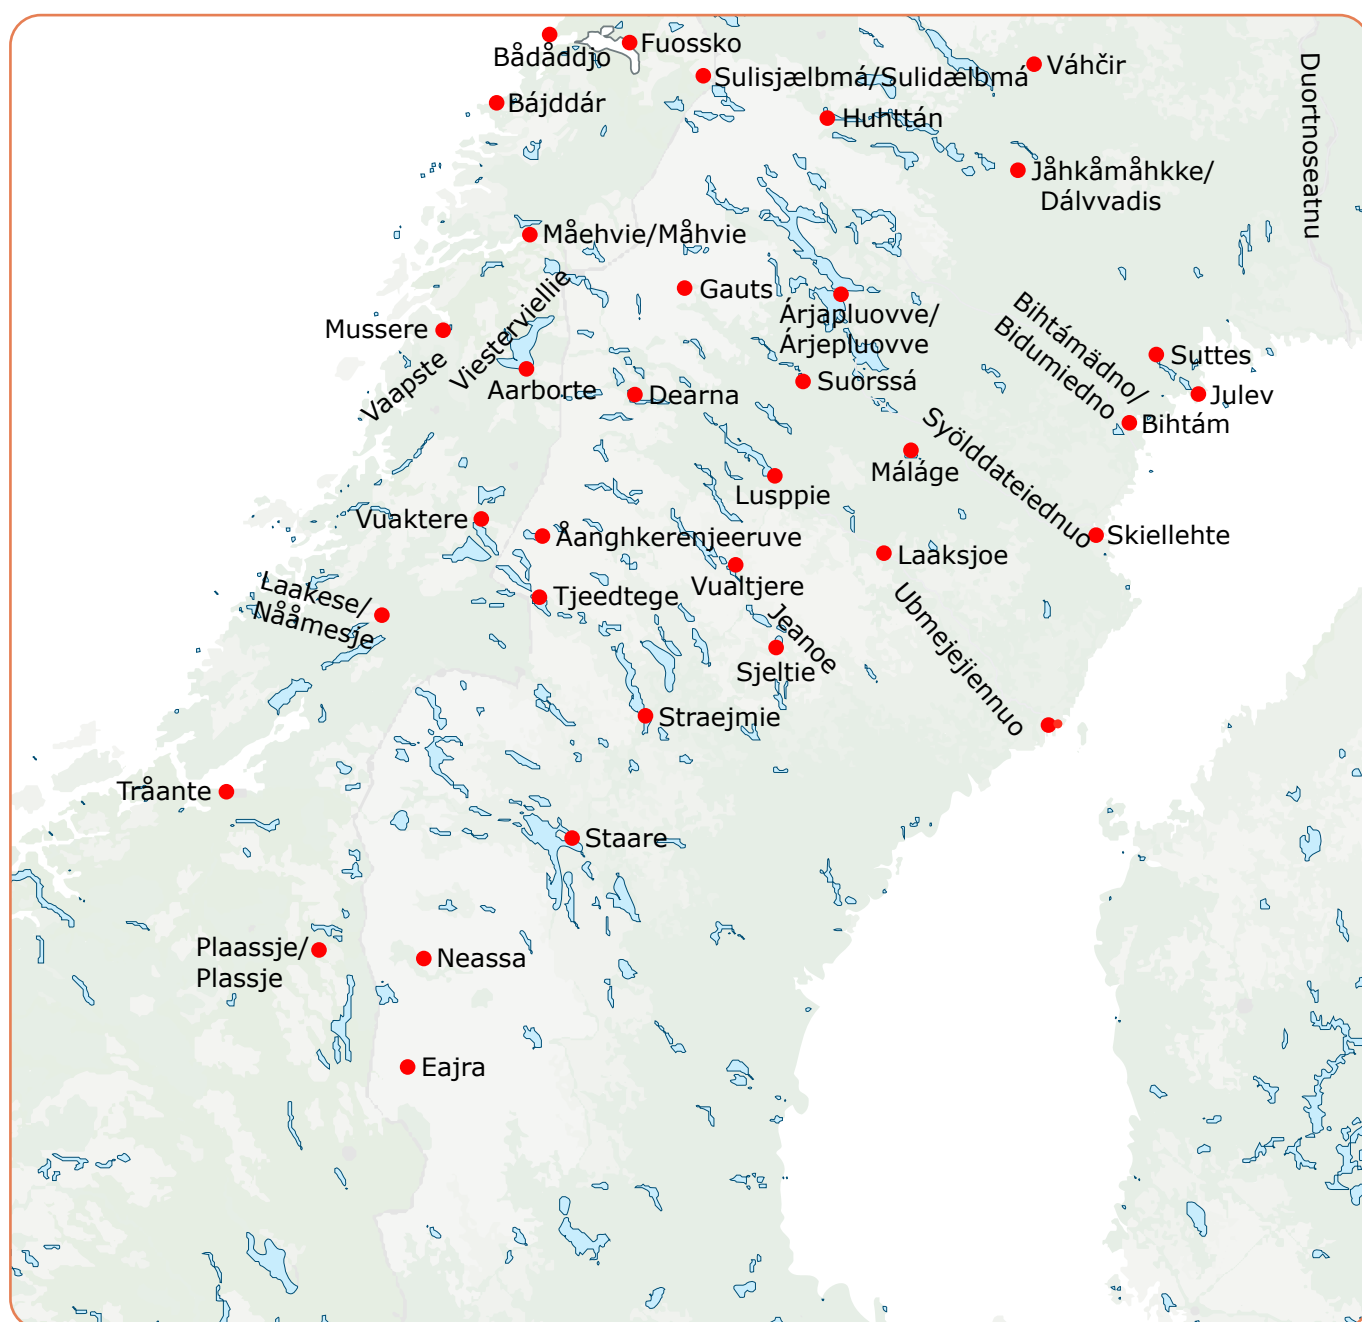 Bådåddjo
Fuossko
Sulisjælbmá/Sulidælbmá
Váhčir
Duortnoseatnu
Bájddár
Huhttán
Jåhkåmåhkke/
Dálvvadis
Måehvie/Måhvie
Gauts
Árjapluovve/
Árjepluovve
Mussere
Vaapste
Viesterviellie
Aarborte
Dearna
Suorssá
Bihtámädno/
Bidumiedno
Suttes
Julev
Bihtám
Syölddateiednuo
Máláge
Lusppie
Vuaktere
Åanghkerenjeeruve
Skiellehte
Laaksjoe
Vualtjere
Tjeedtege
Laakese/
Nååmesje
Jeanoe
Ubmejejiennuo
Sjeltie
Straejmie
Tråante
Staare
Plaassje/
Plassje
Neassa
Eajra